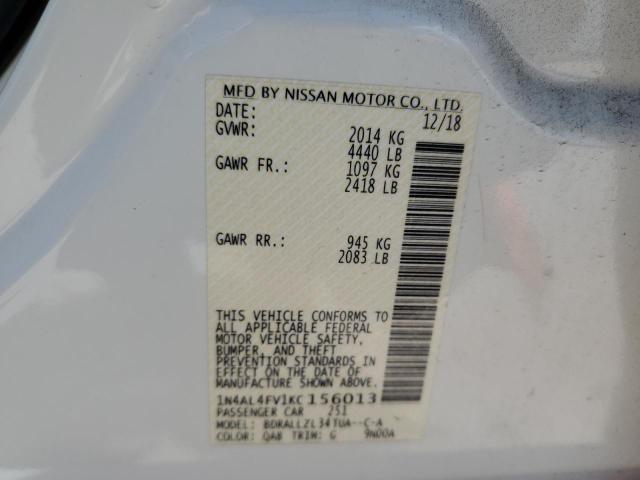 MFD BY NISSAN MOTOR CO., LTD.
DATE: 12/18
GVWR: 2014 KG
4440 LB
GAWR FR.: 1097 KG
2418 LB
GAWR RR.: 945 KG
2083 LB
THIS VEHICLE CONFORMS TO
ALL APPLICABLE FEDERAL
MOTOR VEHICLE SAFETY,
BUMPER, AND THEFT
PREVENTION STANDARDS IN
EFFECT ON THE DATE OF
MANUFACTURE SHOWN ABOVE.
1N4AL4FV1KC156013
PASSENGER CAR 251
MODEL: BDRALLZL34TUA--C-A
COLOR: QAB TRIM: G 9N00A